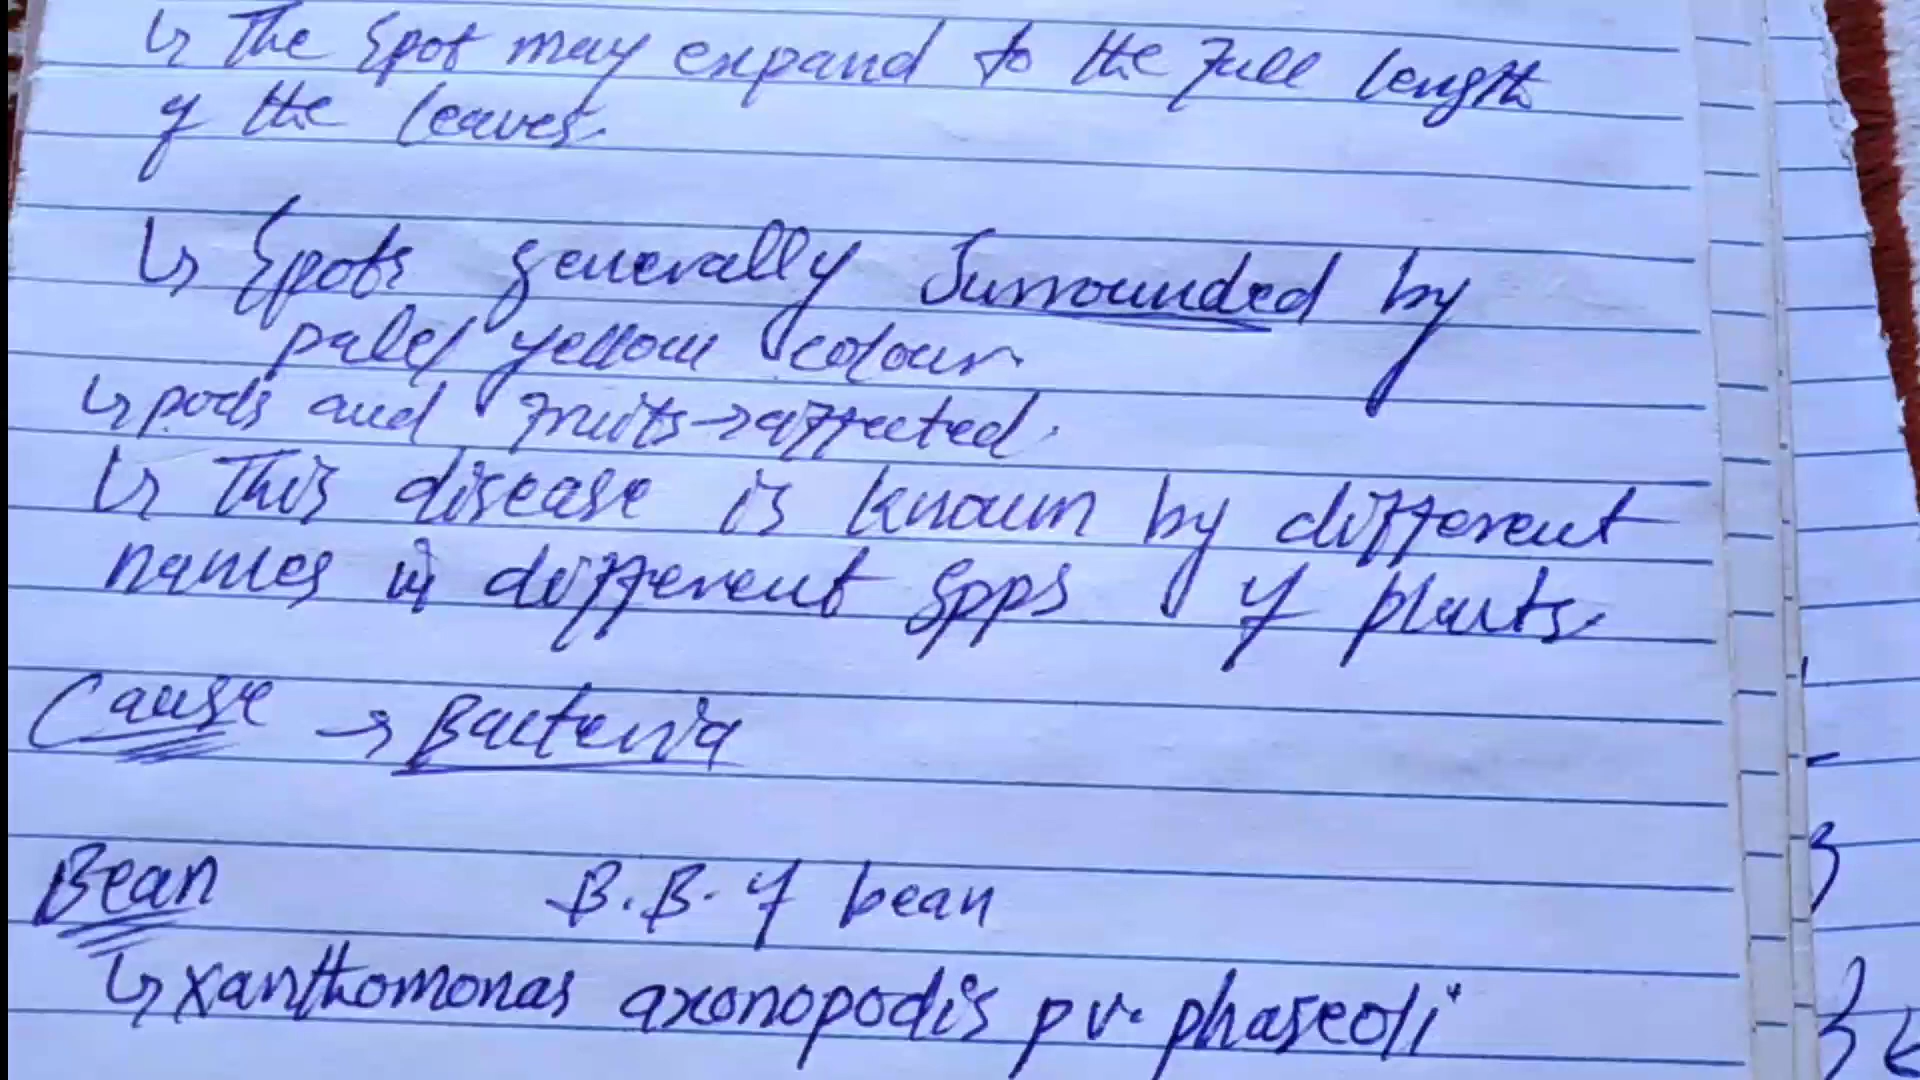 ↳ The spot may expand to the full length
of the leaves.
↳ Spots generally surrounded by
pale yellow colour
↳ pods and fruits → affected.
↳ This disease is known by different
names in different spps of plants.
Cause → Bacteria
Bean B.B. of bean
↳ xanthomonas axonopodis pv. phaseoli